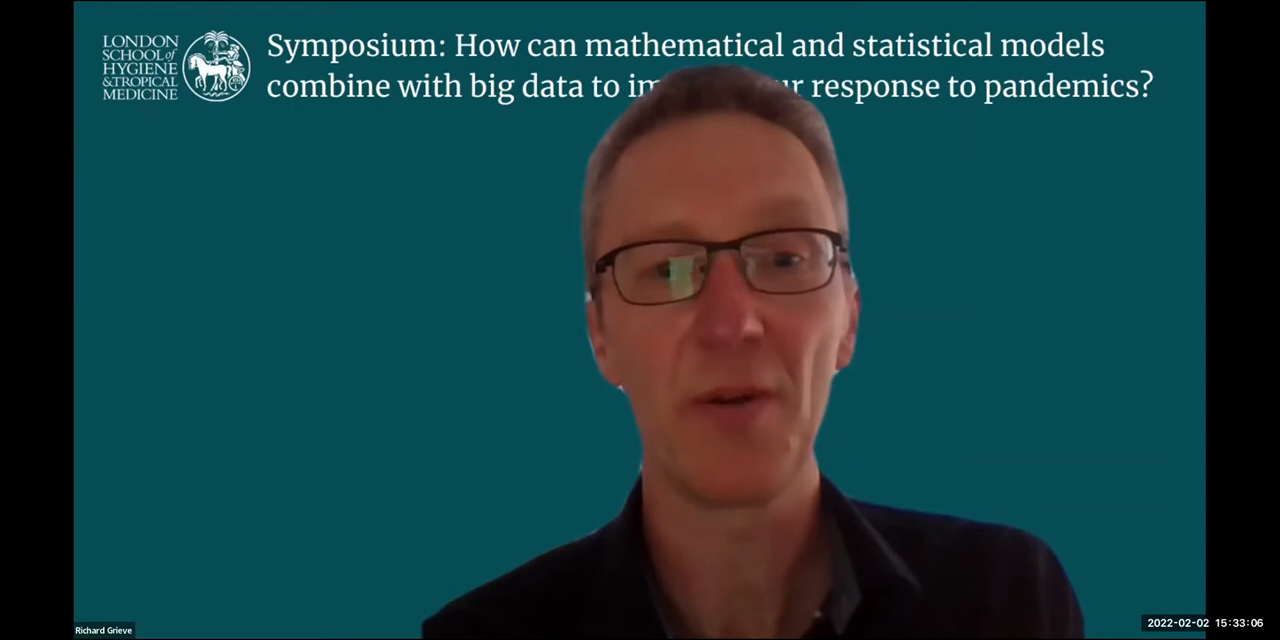 LONDON
SCHOOL of
HYGIENE
& TROPICAL
MEDICINE
Symposium: How can mathematical and statistical models
combine with big data to response to pandemics?
Richard Grieve
2022-02-02 15:33:06